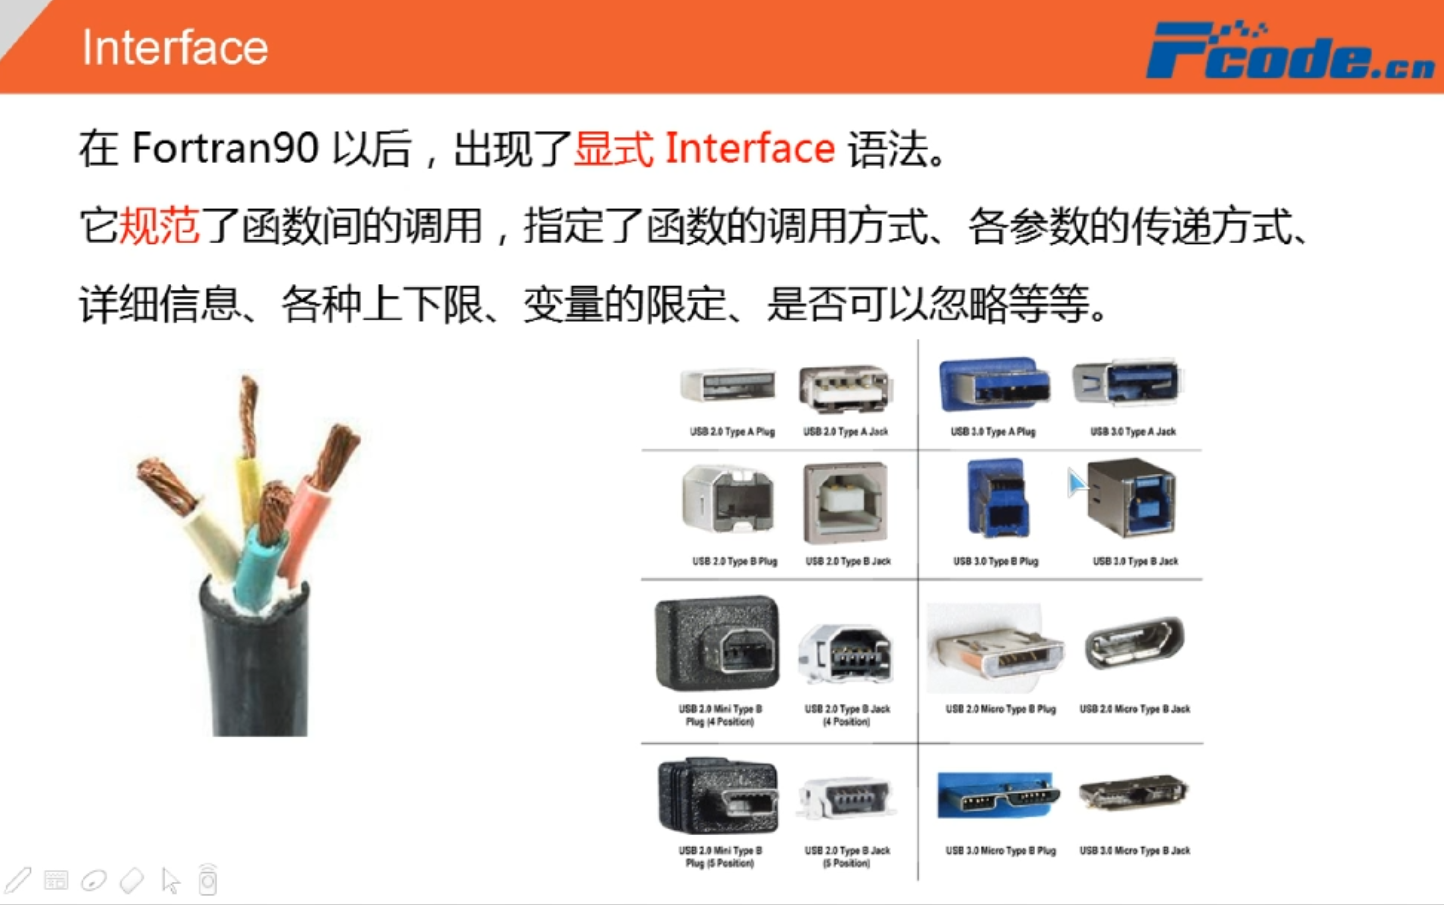 Interface
Fcode.cn
在 Fortran90 以后，出现了显式 Interface 语法。
它规范了函数间的调用，指定了函数的调用方式、各参数的传递方式、
详细信息、各种上下限、变量的限定、是否可以忽略等等。
USB 2.0 Type A Plug
USB 2.0 Type A Jack
USB 3.0 Type A Plug
USB 3.0 Type A Jack
USB 2.0 Type B Plug
USB 2.0 Type B Jack
USB 3.0 Type B Plug
USB 3.0 Type B Jack
USB 2.0 Mini Type B
Plug (4 Position)
USB 2.0 Type B Jack
(4 Position)
USB 2.0 Micro Type B Plug
USB 2.0 Micro Type B Jack
USB 2.0 Mini Type B
Plug (5 Position)
USB 2.0 Type B Jack
(5 Position)
USB 3.0 Micro Type B Plug
USB 3.0 Micro Type B Jack